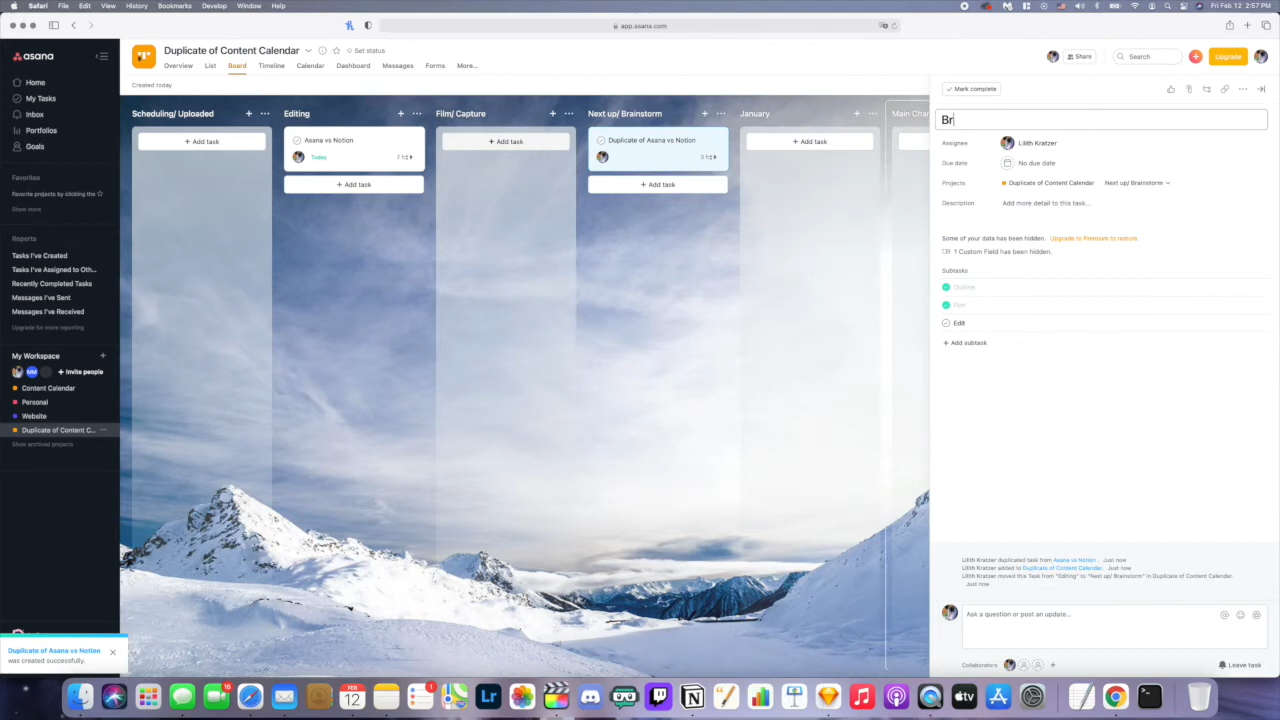 Safari File Edit View History Bookmarks Develop Window Help
Fri Feb 12 2:57 PM
app.asana.com
asana
Home
My Tasks
Inbox
Portfolios
Goals
Favorites
Favorite projects by clicking the
Show more
Reports
Tasks I've Created
Tasks I've Assigned to Oth...
Recently Completed Tasks
Messages I've Sent
Messages I've Received
Upgrade for more reporting
My Workspace
MM
Invite people
Content Calendar
Personal
Website
Duplicate of Content C...
Show archived projects
Duplicate of Asana vs Notion
was created successfully.
Duplicate of Content Calendar
Set status
Overview List Board Timeline Calendar Dashboard Messages Forms More...
Share
Search
Upgrade
Created today
Scheduling/ Uploaded
+ Add task
Editing
Asana vs Notion
Today
7
+ Add task
Film/ Capture
+ Add task
Next up/ Brainstorm
Duplicate of Asana vs Notion
3
+ Add task
January
+ Add task
Main Chan
Mark complete
Br
Assignee Lilith Kratzer
Due date No due date
Projects Duplicate of Content Calendar Next up/ Brainstorm
Description Add more detail to this task...
Some of your data has been hidden. Upgrade to Premium to restore
1 Custom Field has been hidden.
Subtasks
Outline
Film
Edit
+ Add subtask
Lilith Kratzer duplicated task from Asana vs Notion . Just now
Lilith Kratzer added to Duplicate of Content Calendar. Just now
Lilith Kratzer moved this Task from "Editing" to "Next up/ Brainstorm" in Duplicate of Content Calendar.
Just now
Ask a question or post an update...
Collaborators
Leave task
16
FEB
12
1
Lr
tv